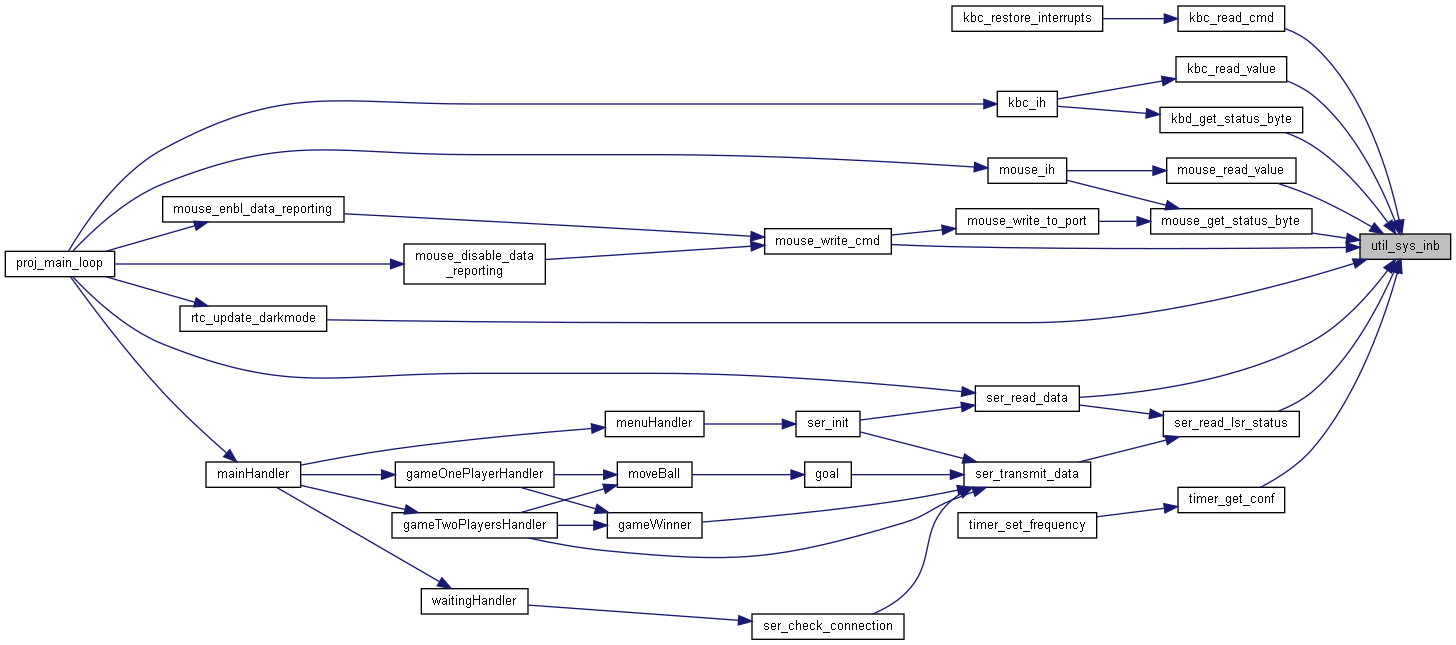 kbc_restore_interrupts
kbc_read_cmd
kbc_read_value
kbc_ih
kbd_get_status_byte
mouse_ih
mouse_read_value
mouse_enbl_data_reporting
mouse_write_to_port
mouse_get_status_byte
mouse_write_cmd
util_sys_inb
proj_main_loop
mouse_disable_data
_reporting
rtc_update_darkmode
ser_read_data
menuHandler
ser_init
ser_read_lsr_status
mainHandler
gameOnePlayerHandler
moveBall
goal
ser_transmit_data
timer_get_conf
gameTwoPlayersHandler
gameWinner
timer_set_frequency
waitingHandler
ser_check_connection